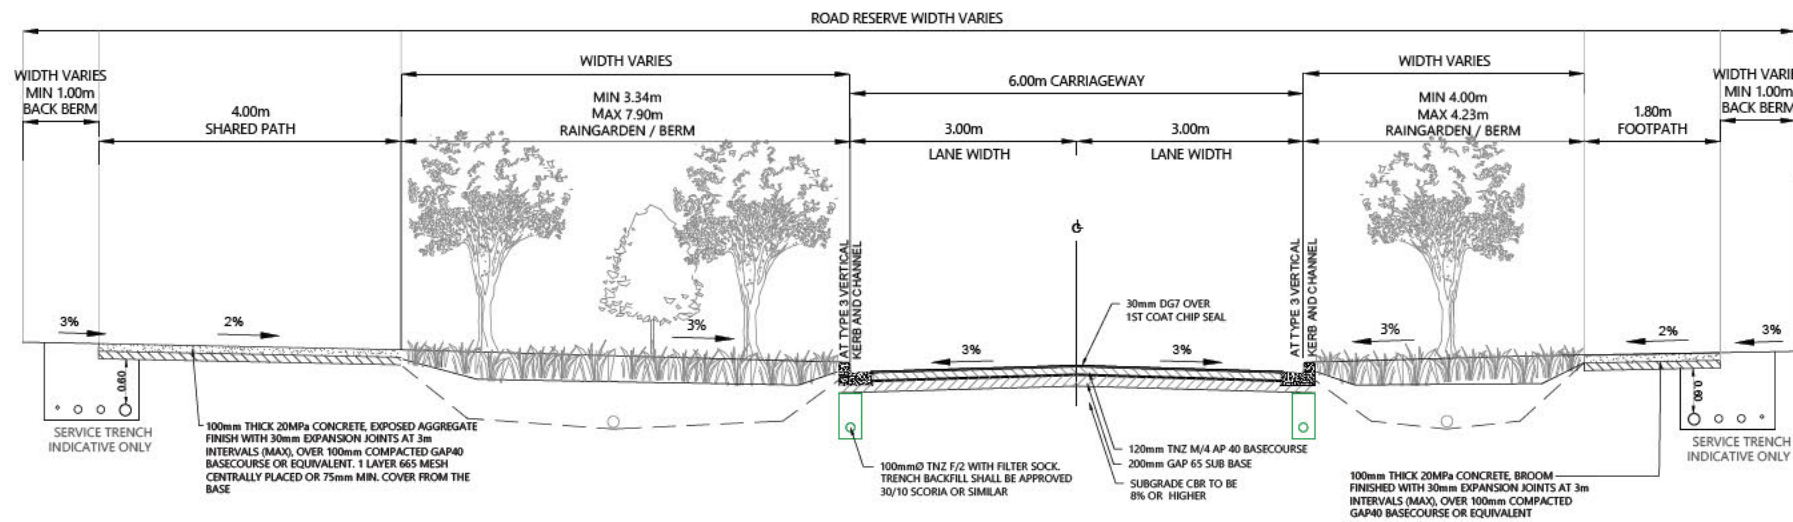 ROAD RESERVE WIDTH VARIES
WIDTH VARIES
MIN 1.00m
BACK BERM
4.00m
SHARED PATH
WIDTH VARIES
MIN 3.34m
MAX 7.90m
RAINGARDEN / BERM
6.00m CARRIAGEWAY
3.00m
LANE WIDTH
3.00m
LANE WIDTH
WIDTH VARIES
MIN 4.00m
MAX 4.23m
RAINGARDEN / BERM
1.80m
FOOTPATH
WIDTH VARIE
MIN 1.00m
BACK BERM
3%
2%
3%
AT TYPE 3 VERTICAL
KERB AND CHANNEL
3%
3%
30mm DG7 OVER
1ST COAT CHIP SEAL
AT TYPE 3 VERTICAL
KERB AND CHANNEL
3%
2%
3%
0.60
SERVICE TRENCH
INDICATIVE ONLY
100mm THICK 20MPa CONCRETE, EXPOSED AGGREGATE
FINISH WITH 30mm EXPANSION JOINTS AT 3m
INTERVALS (MAX), OVER 100mm COMPACTED GAP40
BASECOURSE OR EQUIVALENT. 1 LAYER 665 MESH
CENTRALLY PLACED OR 75mm MIN. COVER FROM THE
BASE
100mmØ TNZ F/2 WITH FILTER SOCK.
TRENCH BACKFILL SHALL BE APPROVED
30/10 SCORIA OR SIMILAR
120mm TNZ M/4 AP 40 BASECOURSE
200mm GAP 65 SUB BASE
SUBGRADE CBR TO BE
8% OR HIGHER
0.60
SERVICE TRENCH
INDICATIVE ONLY
100mm THICK 20MPa CONCRETE, BROOM
FINISHED WITH 30mm EXPANSION JOINTS AT 3m
INTERVALS (MAX), OVER 100mm COMPACTED
GAP40 BASECOURSE OR EQUIVALENT